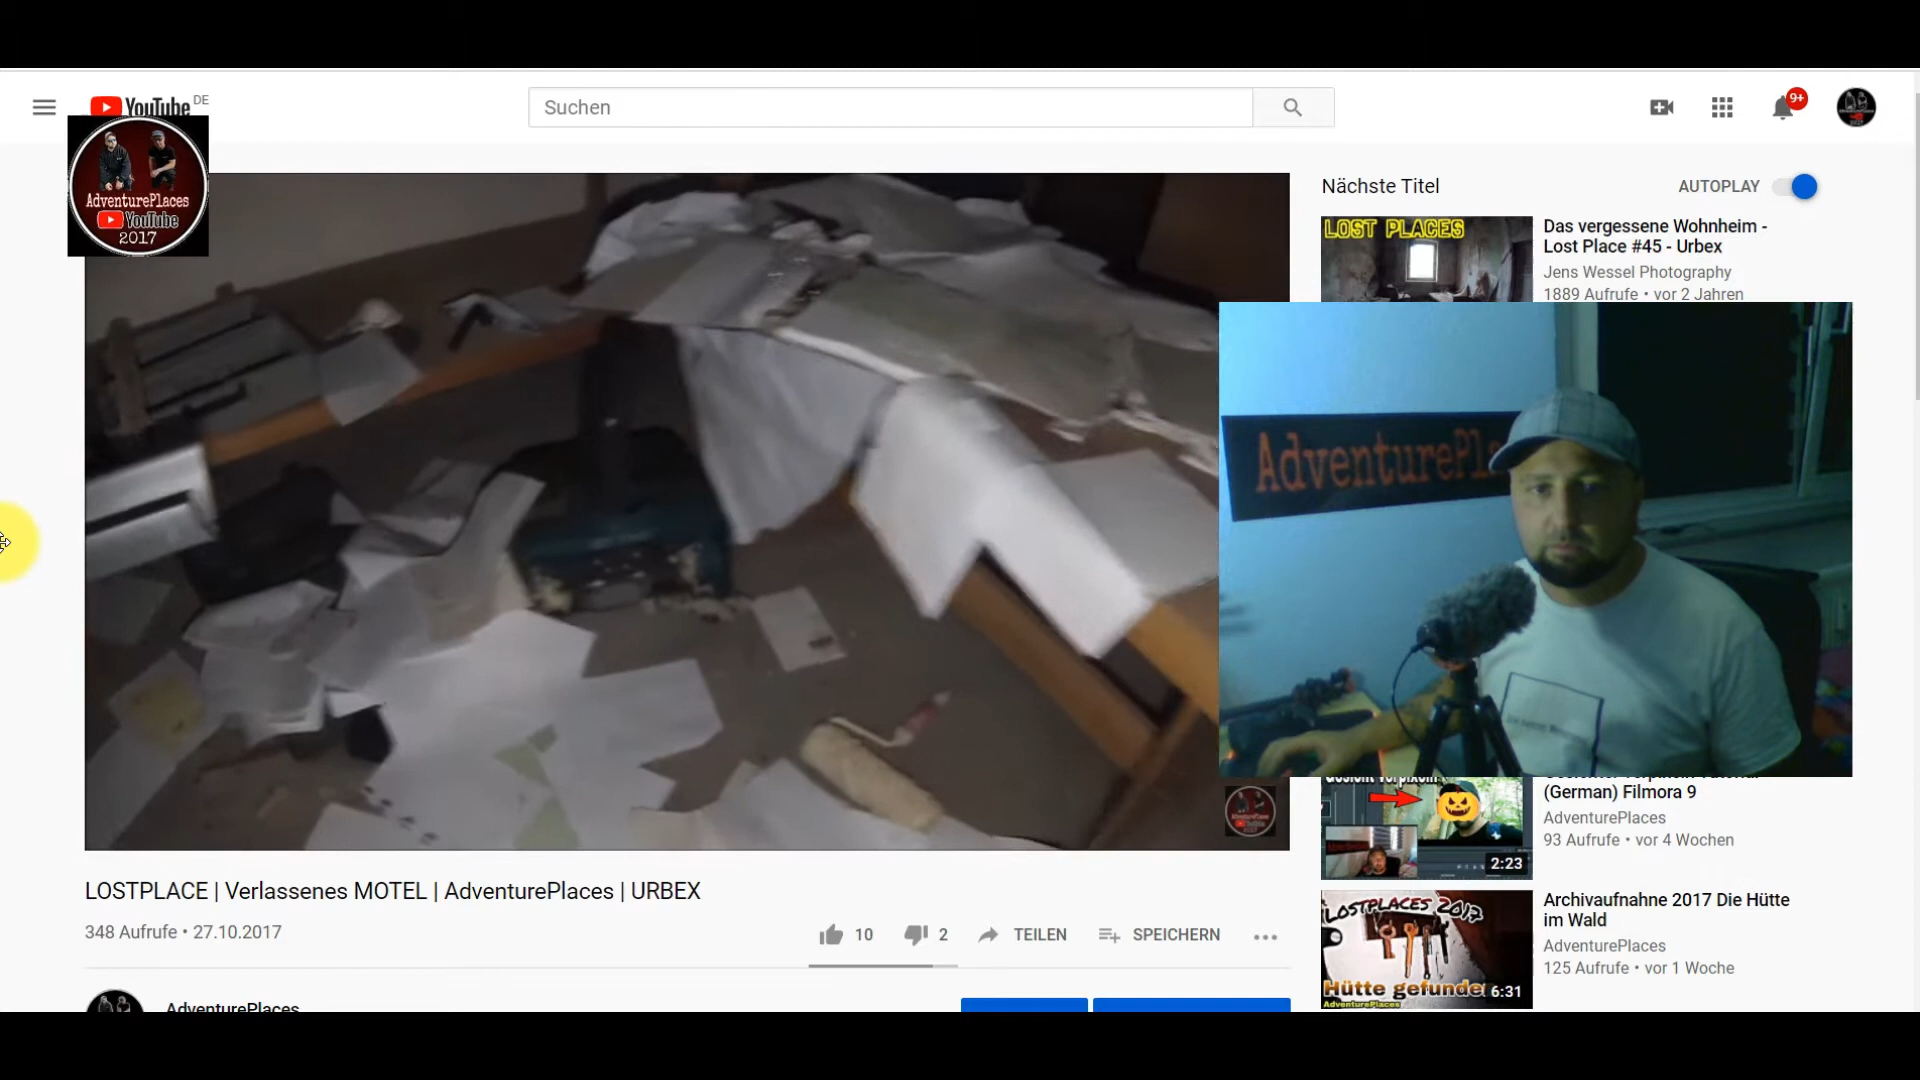 YouTube DE
Suchen
9+
AdventurePlaces
YouTube
2017
Nächste Titel
AUTOPLAY
LOST PLACES
Das vergessene Wohnheim -
Lost Place #45 - Urbex
Jens Wessel Photography
1889 Aufrufe • vor 2 Jahren
(German) Filmora 9
AdventurePlaces
93 Aufrufe • vor 4 Wochen
2:23
LOSTPLACES 2017
Hütte gefunden
AdventurePlaces
6:31
Archivaufnahne 2017 Die Hütte
im Wald
AdventurePlaces
125 Aufrufe • vor 1 Woche
LOSTPLACE | Verlassenes MOTEL | AdventurePlaces | URBEX
348 Aufrufe • 27.10.2017
10
2
TEILEN
SPEICHERN
AdventurePlaces